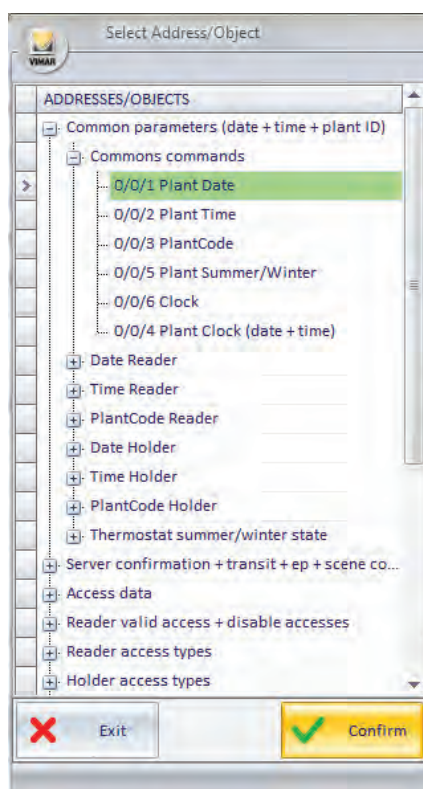 Select Address/Object
VIMAR
ADDRESSES/OBJECTS
Common parameters (date + time + plant ID)
Commons commands
0/0/1 Plant Date
0/0/2 Plant Time
0/0/3 PlantCode
0/0/5 Plant Summer/Winter
0/0/6 Clock
0/0/4 Plant Clock (date + time)
Date Reader
Time Reader
PlantCode Reader
Date Holder
Time Holder
PlantCode Holder
Thermostat summer/winter state
Server confirmation + transit + ep + scene co...
Access data
Reader valid access + disable accesses
Reader access types
Holder access types
Exit
Confirm